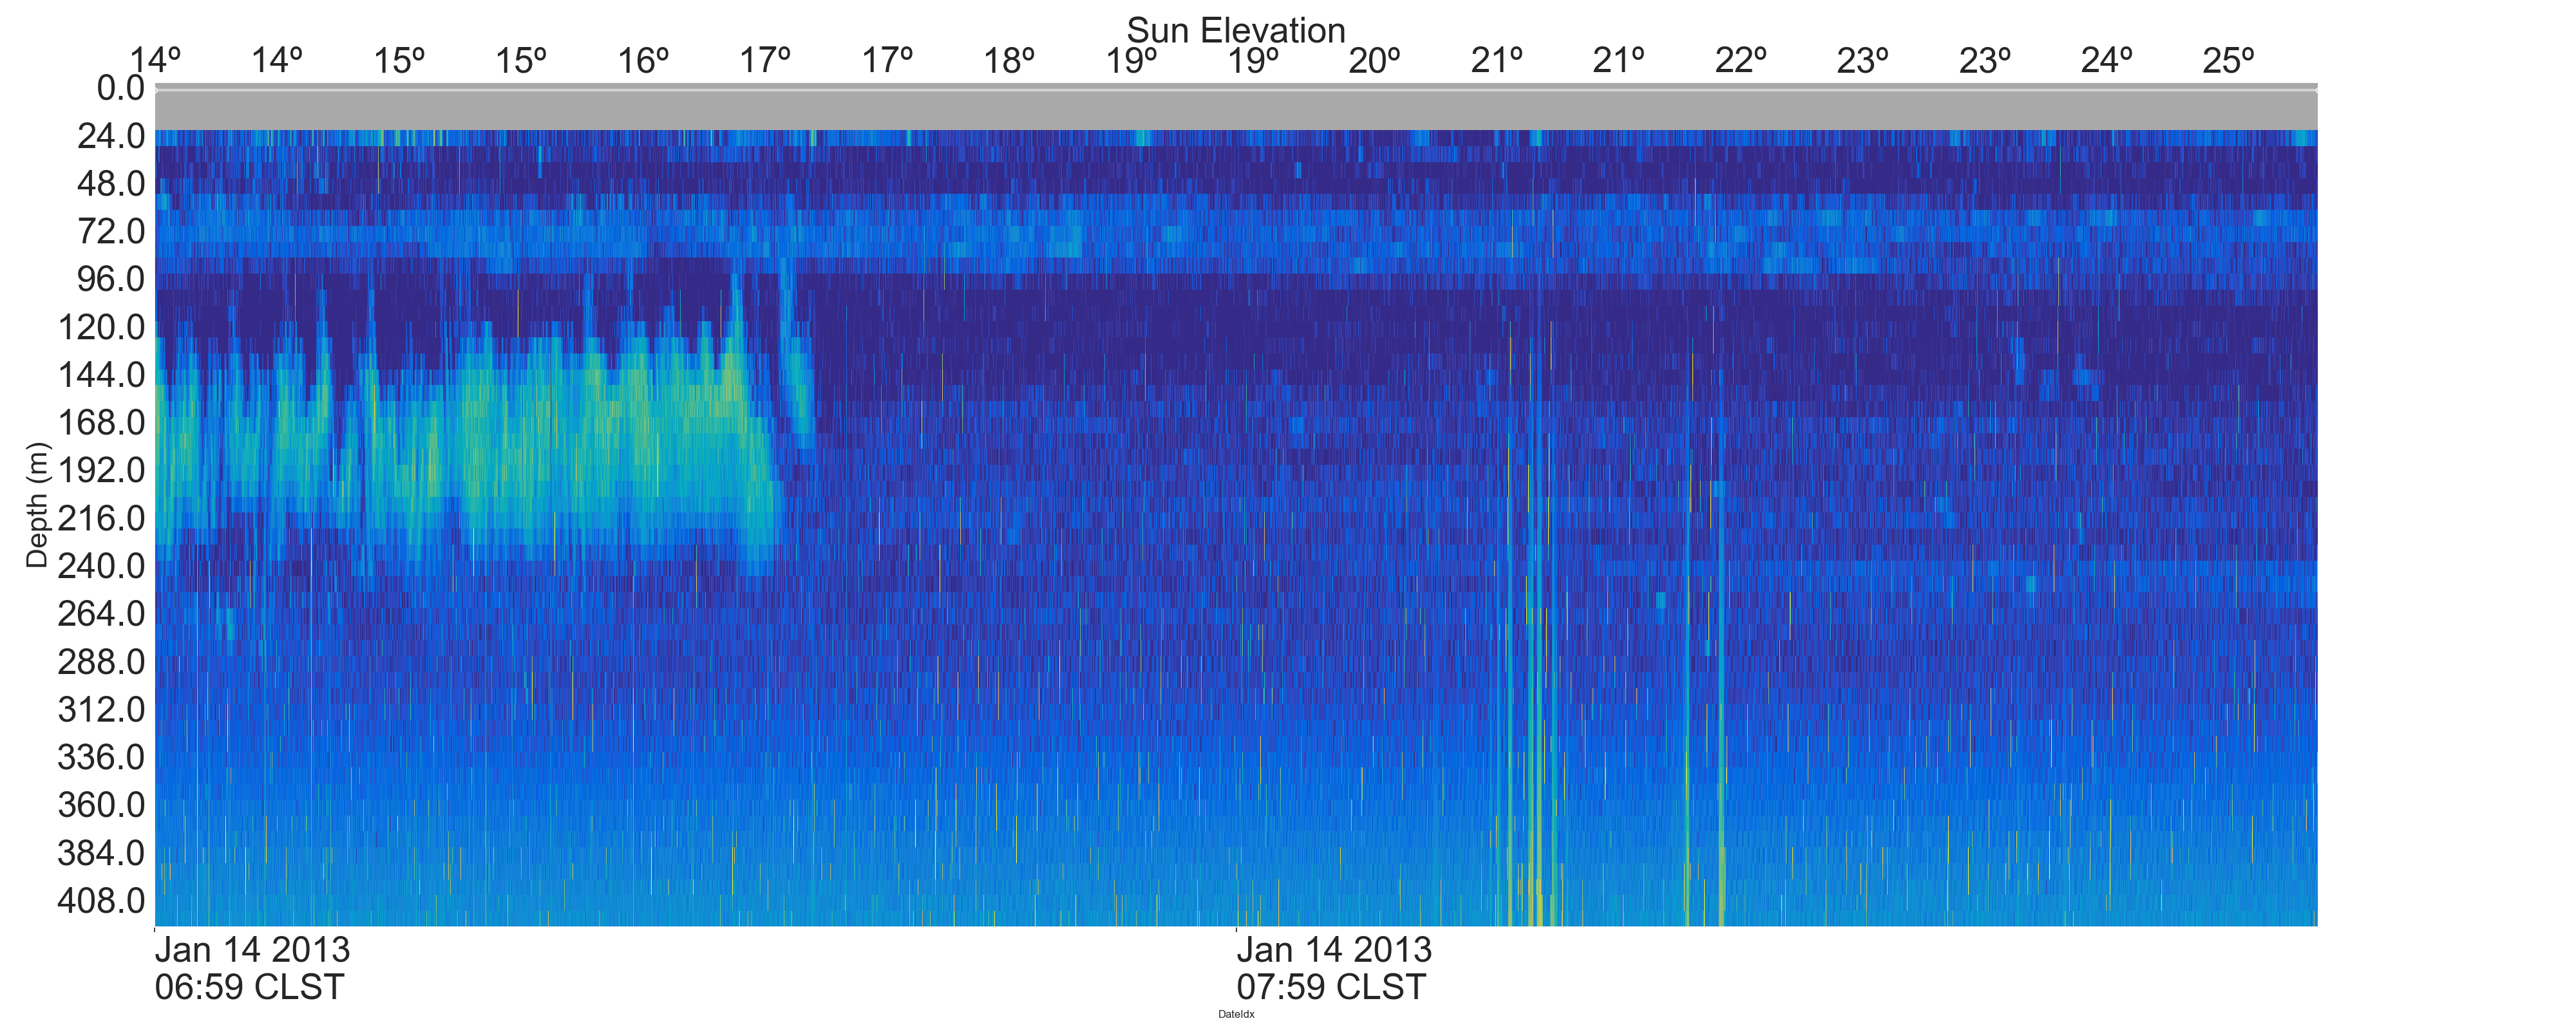 Sun Elevation
14º 14º 15º 15º 16º 17º 17º 18º 19º 19º 20º 21º 21º 22º 23º 23º 24º 25º
0.0
24.0
48.0
72.0
96.0
120.0
144.0
168.0
192.0
216.0
240.0
264.0
288.0
312.0
336.0
360.0
384.0
408.0
Depth (m)
Jan 14 2013
06:59 CLST
Jan 14 2013
07:59 CLST
DateIdx